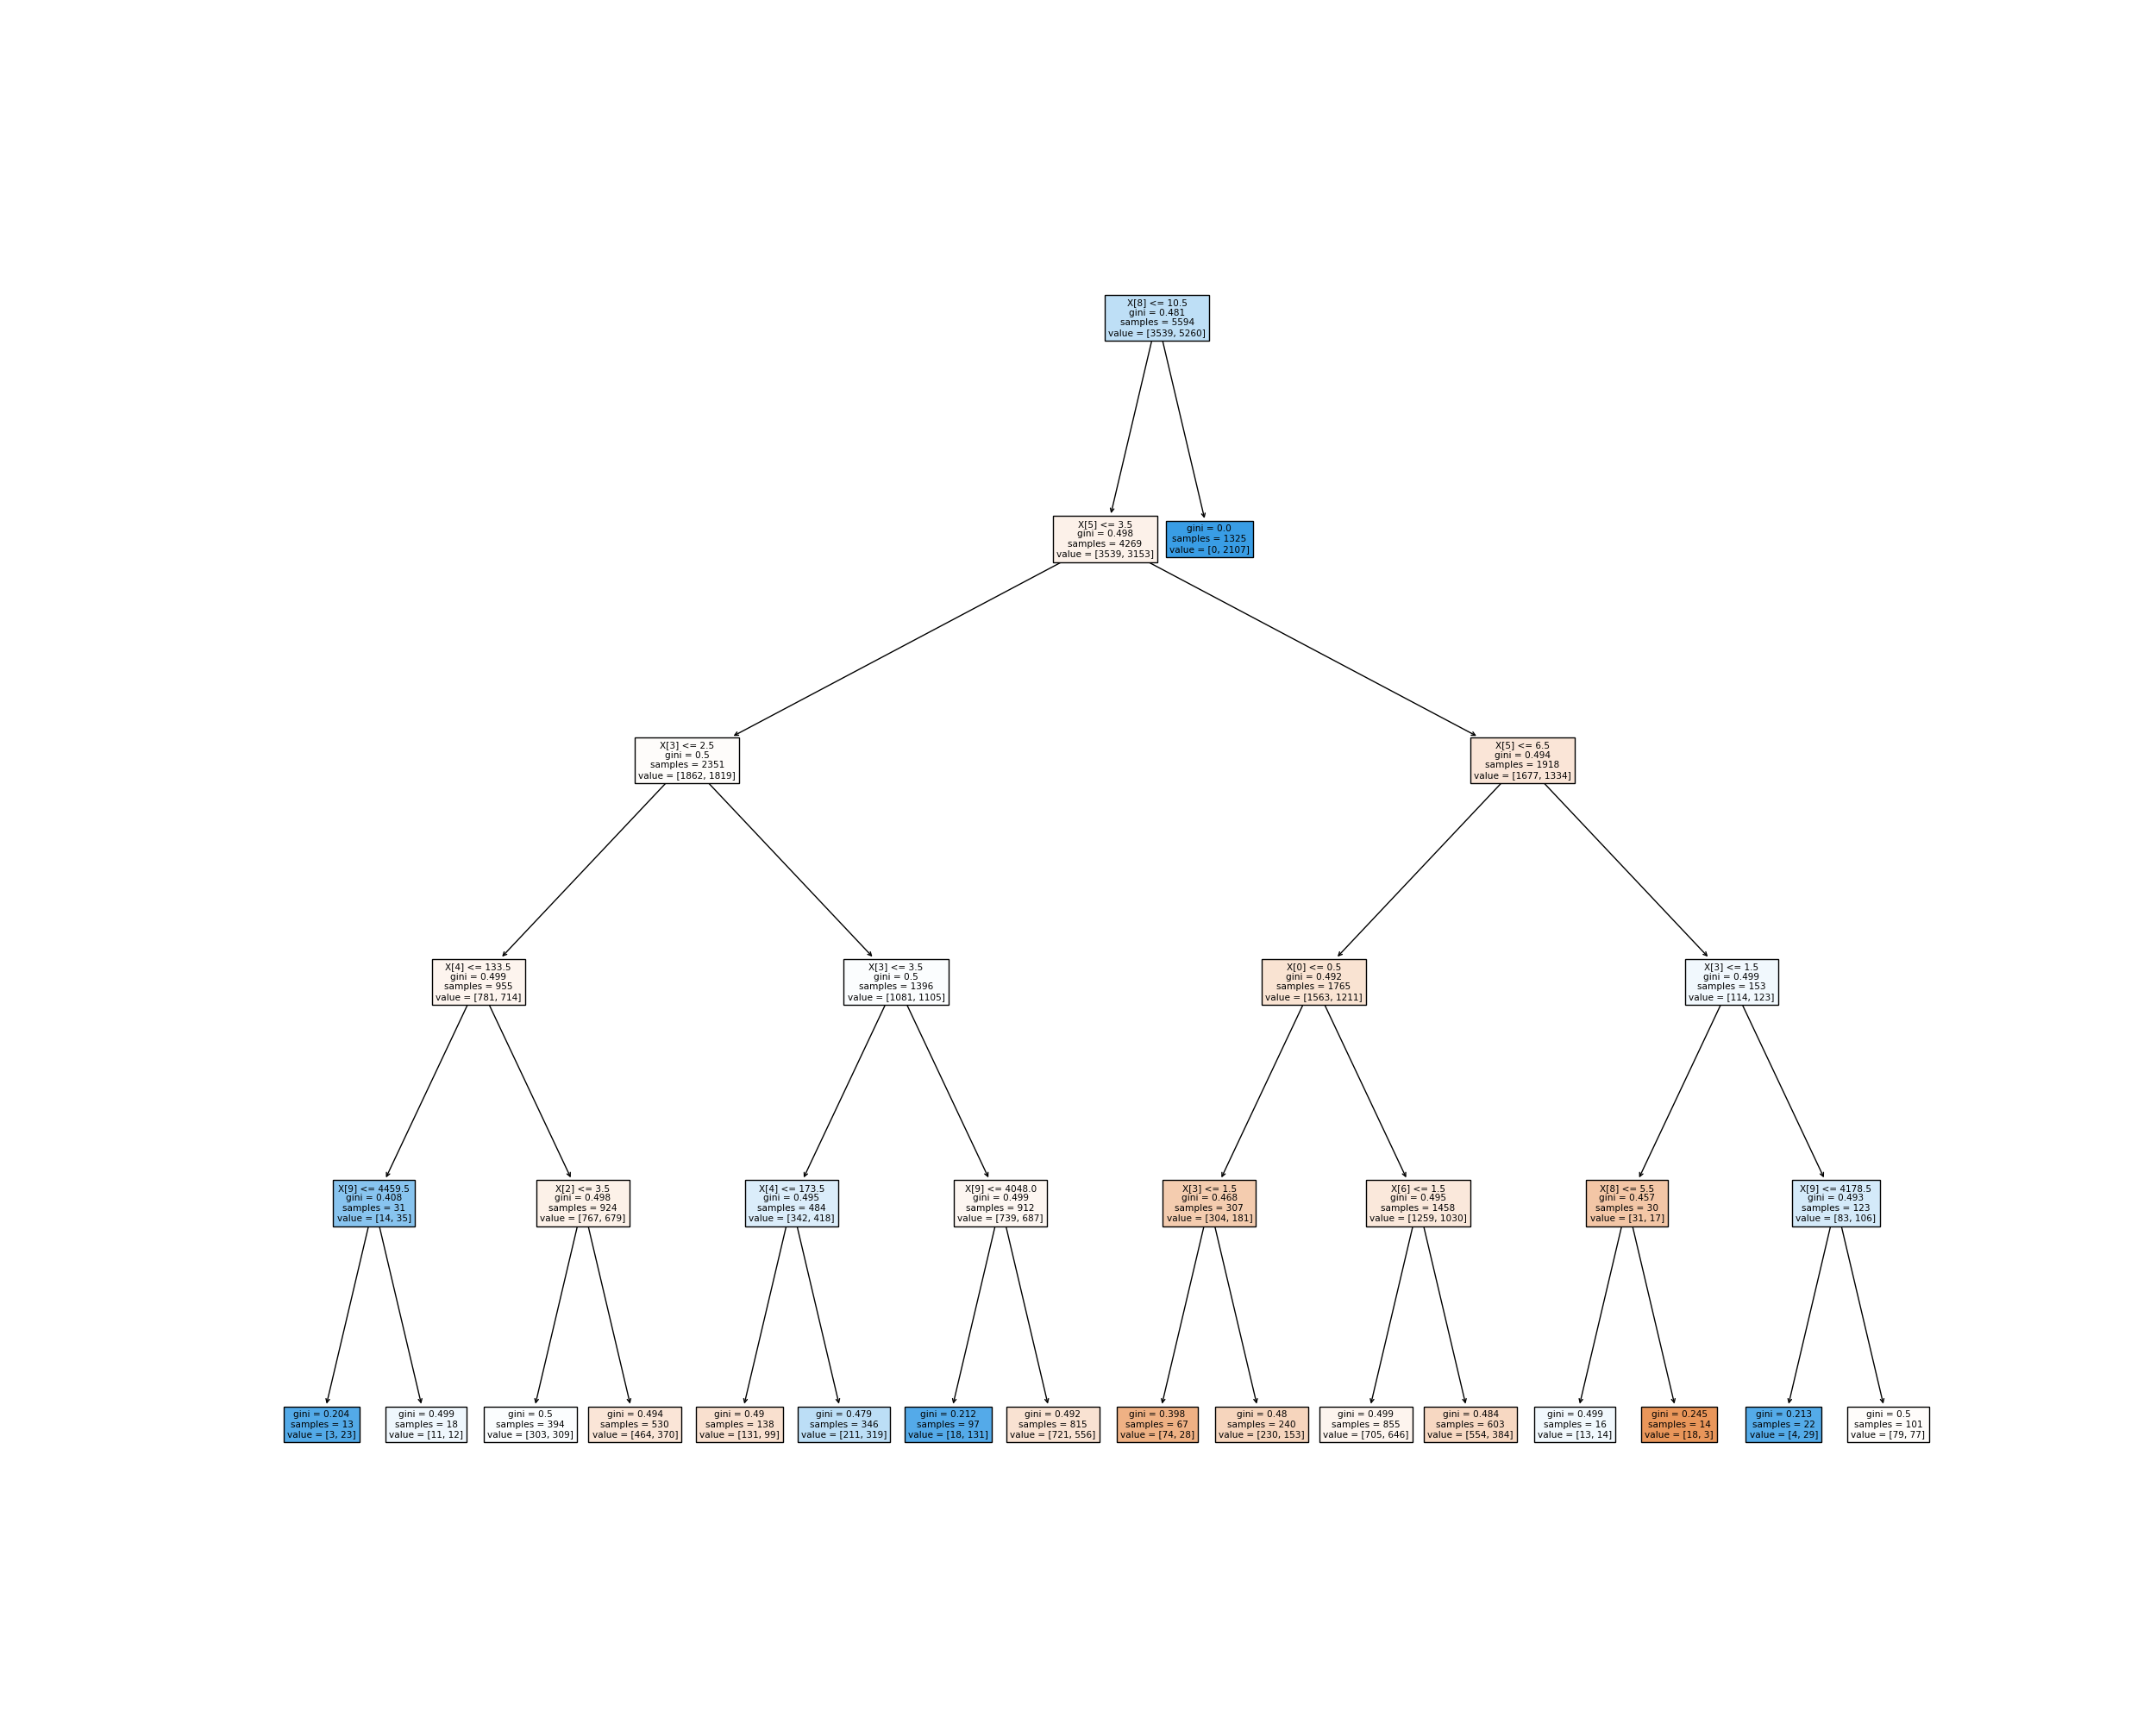 X[8] <= 10.5
gini = 0.481
samples = 5594
value = [3539, 5260]
X[5] <= 3.5
gini = 0.498
samples = 4269
value = [3539, 3153]
gini = 0.0
samples = 1325
value = [0, 2107]
X[3] <= 2.5
gini = 0.5
samples = 2351
value = [1862, 1819]
X[5] <= 6.5
gini = 0.494
samples = 1918
value = [1677, 1334]
X[4] <= 133.5
gini = 0.499
samples = 955
value = [781, 714]
X[3] <= 3.5
gini = 0.5
samples = 1396
value = [1081, 1105]
X[0] <= 0.5
gini = 0.492
samples = 1765
value = [1563, 1211]
X[3] <= 1.5
gini = 0.499
samples = 153
value = [114, 123]
X[9] <= 4459.5
gini = 0.408
samples = 31
value = [14, 35]
X[2] <= 3.5
gini = 0.498
samples = 924
value = [767, 679]
X[4] <= 173.5
gini = 0.495
samples = 484
value = [342, 418]
X[9] <= 4048.0
gini = 0.499
samples = 912
value = [739, 687]
X[3] <= 1.5
gini = 0.468
samples = 307
value = [304, 181]
X[6] <= 1.5
gini = 0.495
samples = 1458
value = [1259, 1030]
X[8] <= 5.5
gini = 0.457
samples = 30
value = [31, 17]
X[9] <= 4178.5
gini = 0.493
samples = 123
value = [83, 106]
gini = 0.204
samples = 13
value = [3, 23]
gini = 0.499
samples = 18
value = [11, 12]
gini = 0.5
samples = 394
value = [303, 309]
gini = 0.494
samples = 530
value = [464, 370]
gini = 0.49
samples = 138
value = [131, 99]
gini = 0.479
samples = 346
value = [211, 319]
gini = 0.212
samples = 97
value = [18, 131]
gini = 0.492
samples = 815
value = [721, 556]
gini = 0.398
samples = 67
value = [74, 28]
gini = 0.48
samples = 240
value = [230, 153]
gini = 0.499
samples = 855
value = [705, 646]
gini = 0.484
samples = 603
value = [554, 384]
gini = 0.499
samples = 16
value = [13, 14]
gini = 0.245
samples = 14
value = [18, 3]
gini = 0.213
samples = 22
value = [4, 29]
gini = 0.5
samples = 101
value = [79, 77]